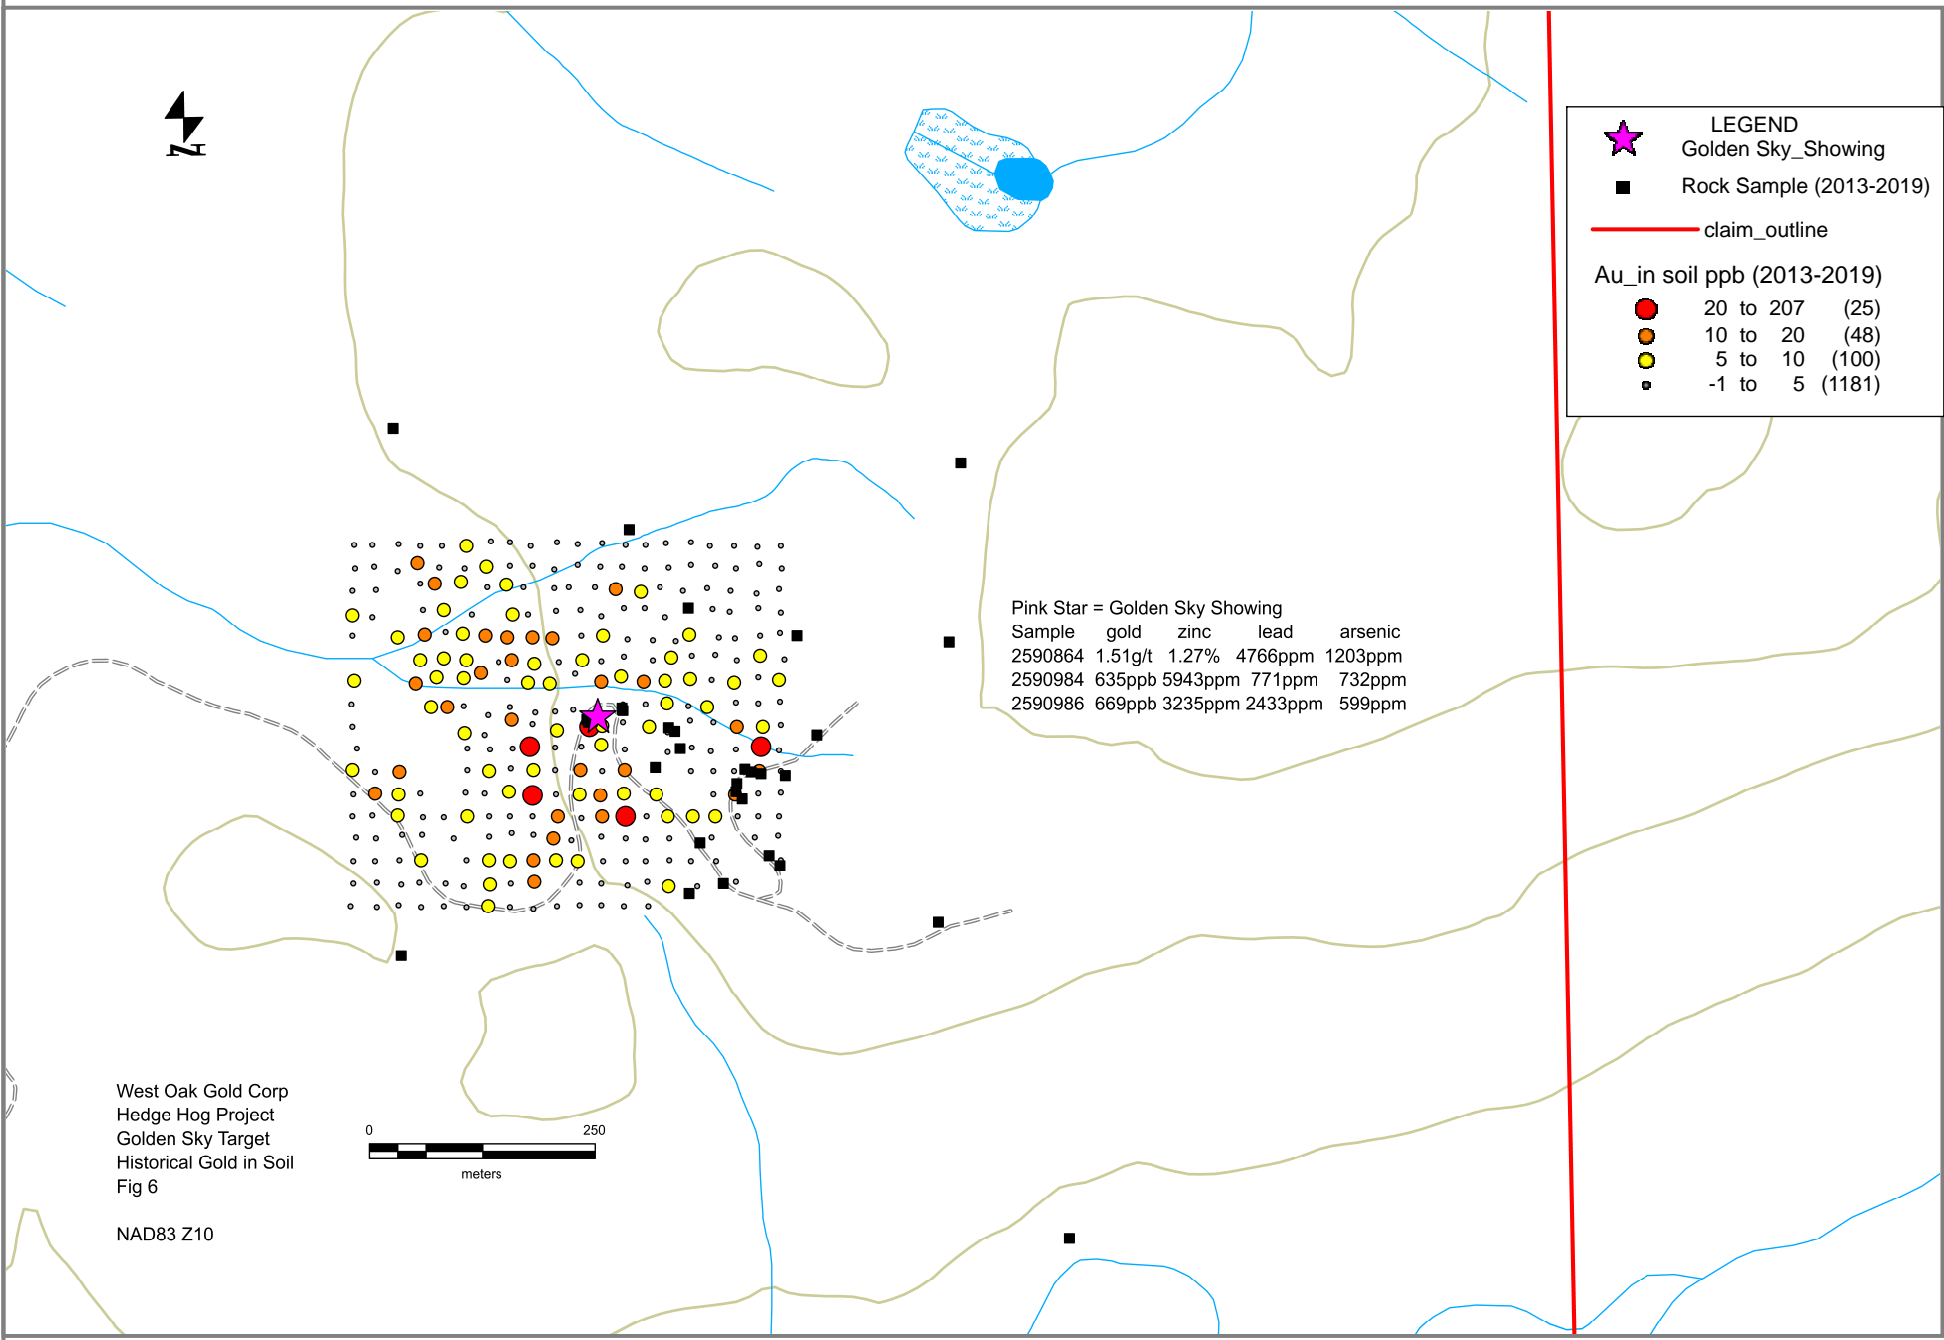 N
LEGEND
Golden Sky_Showing
Rock Sample (2013-2019)
claim_outline
Au_in soil ppb (2013-2019)
20 to 207 (25)
10 to 20 (48)
5 to 10 (100)
-1 to 5 (1181)
Pink Star = Golden Sky Showing
Sample gold zinc lead arsenic
2590864 1.51g/t 1.27% 4766ppm 1203ppm
2590984 635ppb 5943ppm 771ppm 732ppm
2590986 669ppb 3235ppm 2433ppm 599ppm
West Oak Gold Corp
Hedge Hog Project
Golden Sky Target
Historical Gold in Soil
Fig 6
NAD83 Z10
0 250
meters